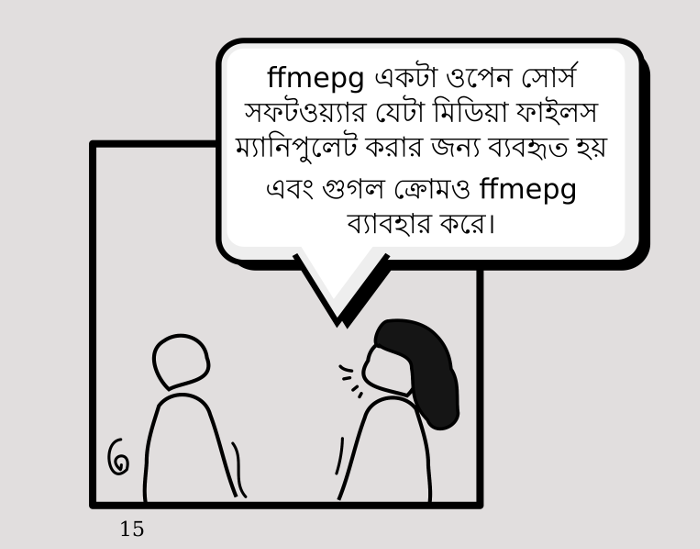 ffmepg একটা ওপেন সোর্স
সফটওয়্যার যেটা মিডিয়া ফাইলস
ম্যানিপুলেট করার জন্য ব্যবহৃত হয়
এবং গুগল ক্রোমও ffmepg
ব্যাবহার করে।
15